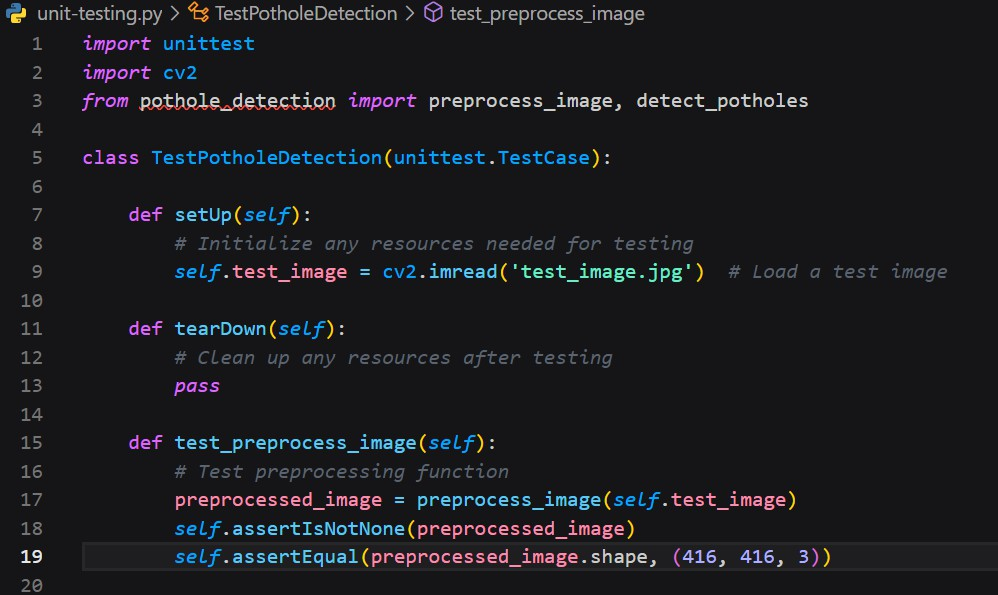 unit-testing.py > TestPotholeDetection > test_preprocess_image
1 import unittest
2 import cv2
3 from pothole_detection import preprocess_image, detect_potholes
4
5 class TestPotholeDetection(unittest.TestCase):
6
7     def setUp(self):
8         # Initialize any resources needed for testing
9         self.test_image = cv2.imread('test_image.jpg')  # Load a test image
10
11     def tearDown(self):
12         # Clean up any resources after testing
13         pass
14
15     def test_preprocess_image(self):
16         # Test preprocessing function
17         preprocessed_image = preprocess_image(self.test_image)
18         self.assertIsNotNone(preprocessed_image)
19         self.assertEqual(preprocessed_image.shape, (416, 416, 3))
20